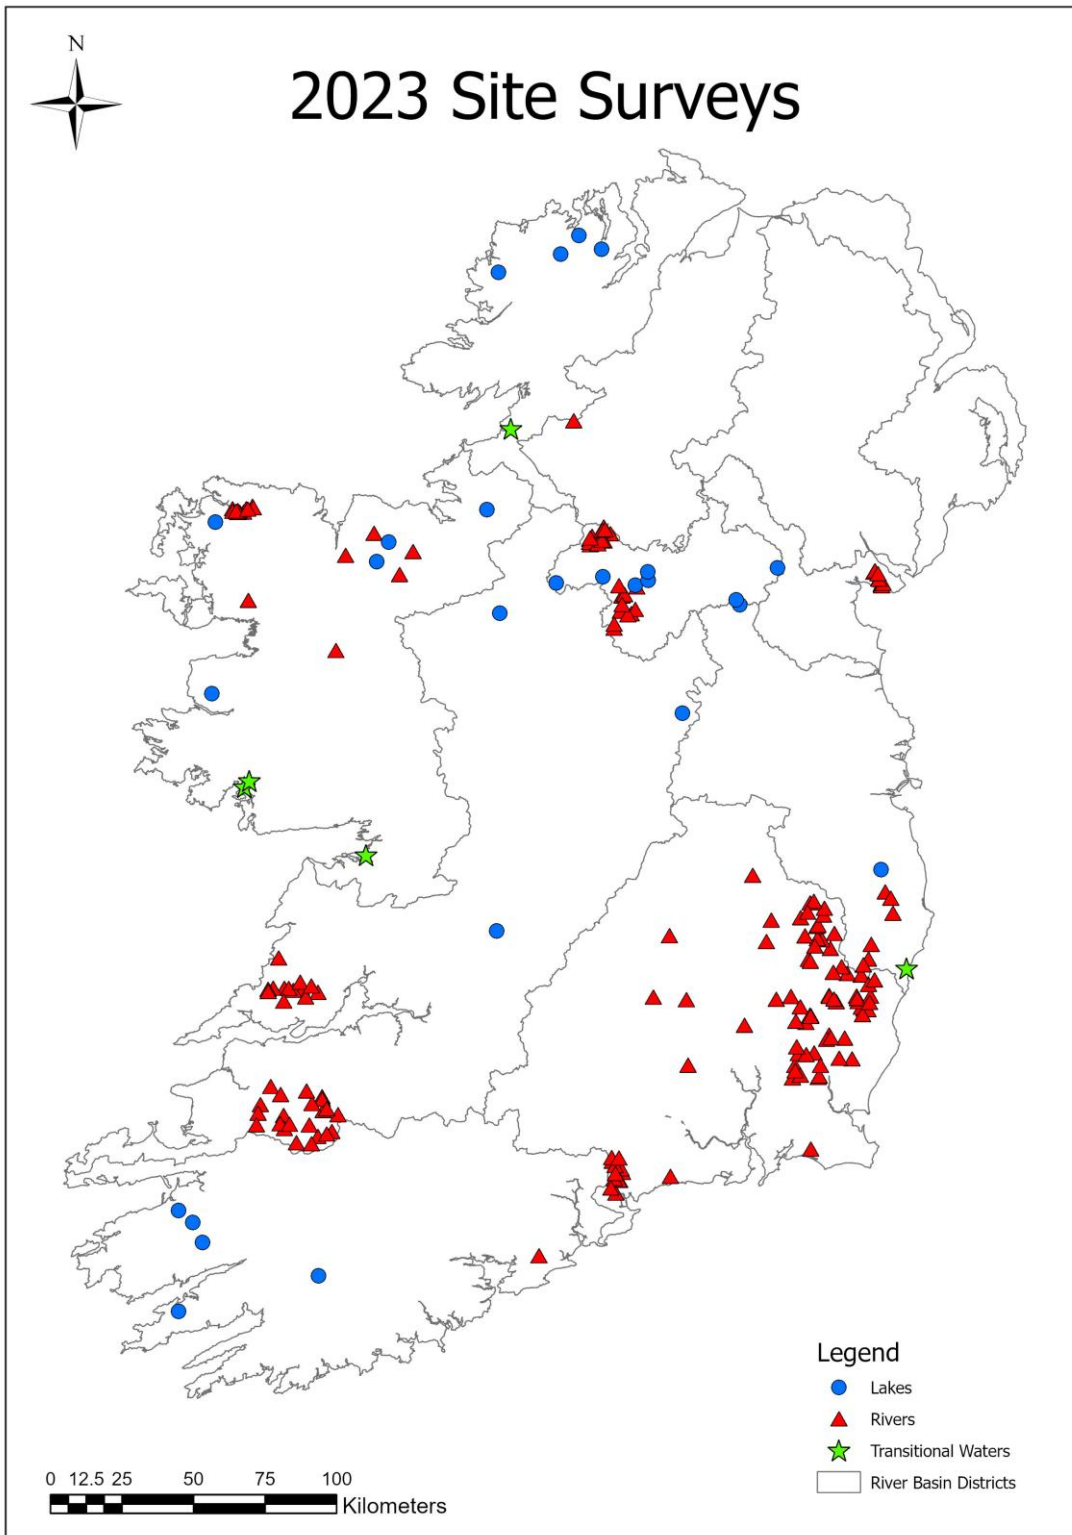 N
2023 Site Surveys
Legend
Lakes
Rivers
Transitional Waters
River Basin Districts
0 12.5 25 50 75 100
Kilometers